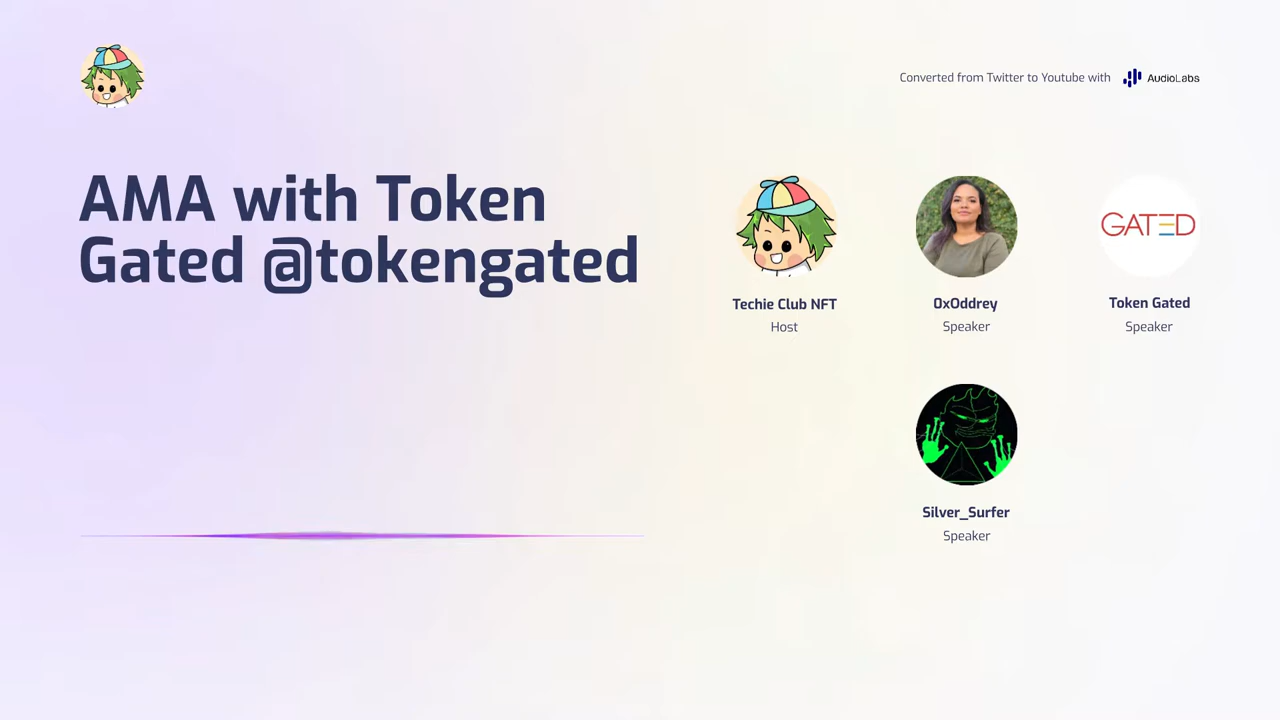 Converted from Twitter to Youtube with AudioLabs
AMA with Token
Gated @tokengated
GATED
Techie Club NFT
Host
0xOddrey
Speaker
Token Gated
Speaker
Silver_Surfer
Speaker